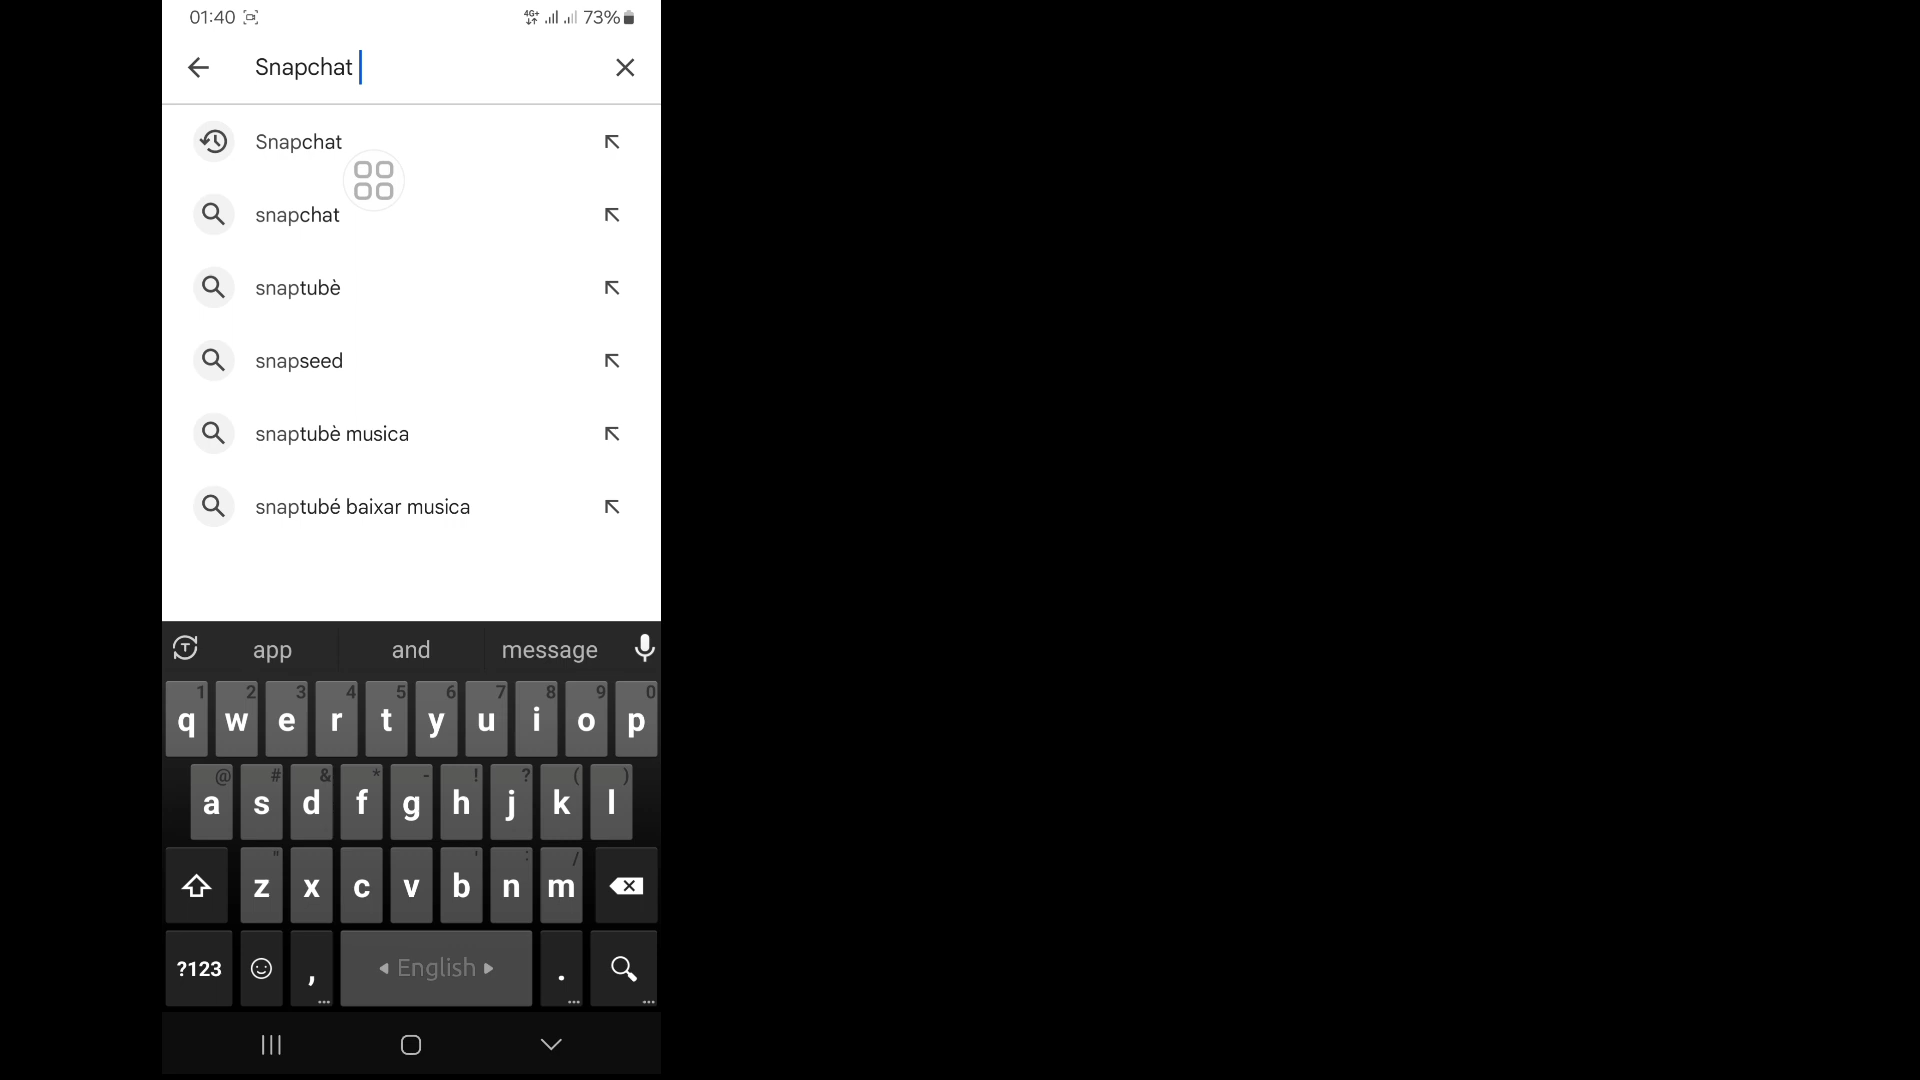 01:40 4G+ 73%
Snapchat
Snapchat
snapchat
snaptubè
snapseed
snaptubè musica
snaptubé baixar musica
T app and message
1 2 3 4 5 6 7 8 9 0
q w e r t y u i o p
@ # & * - ! ? ( )
a s d f g h j k l
" ' : /
z x c v b n m
?123 , English .